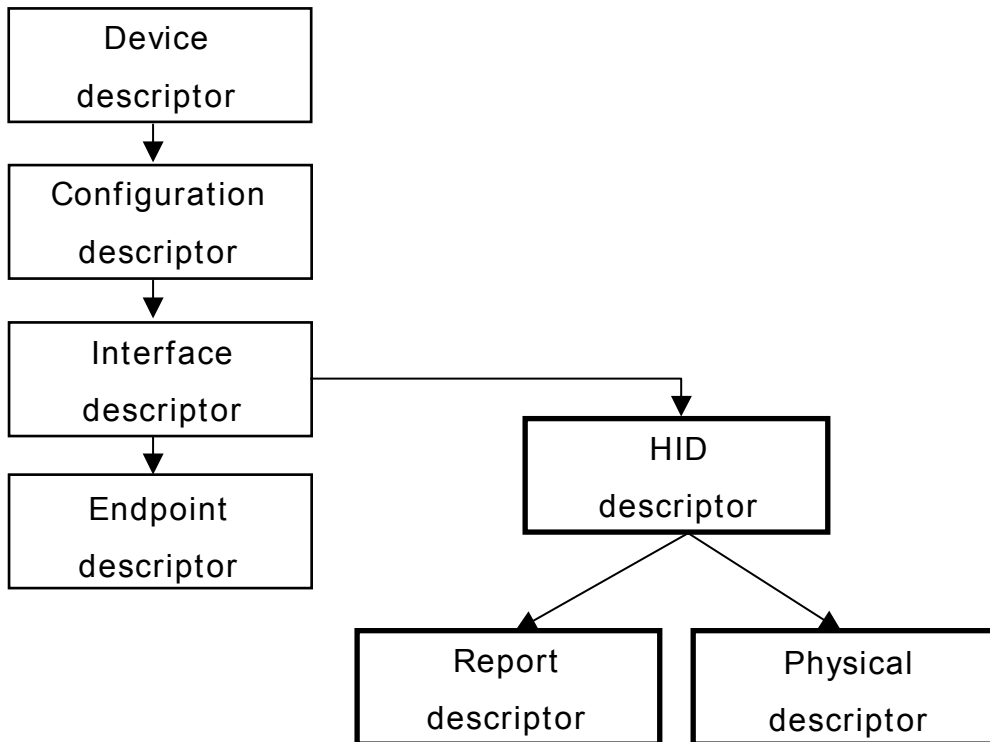 Device
descriptor
Configuration
descriptor
Interface
descriptor
Endpoint
descriptor
HID
descriptor
Report
descriptor
Physical
descriptor